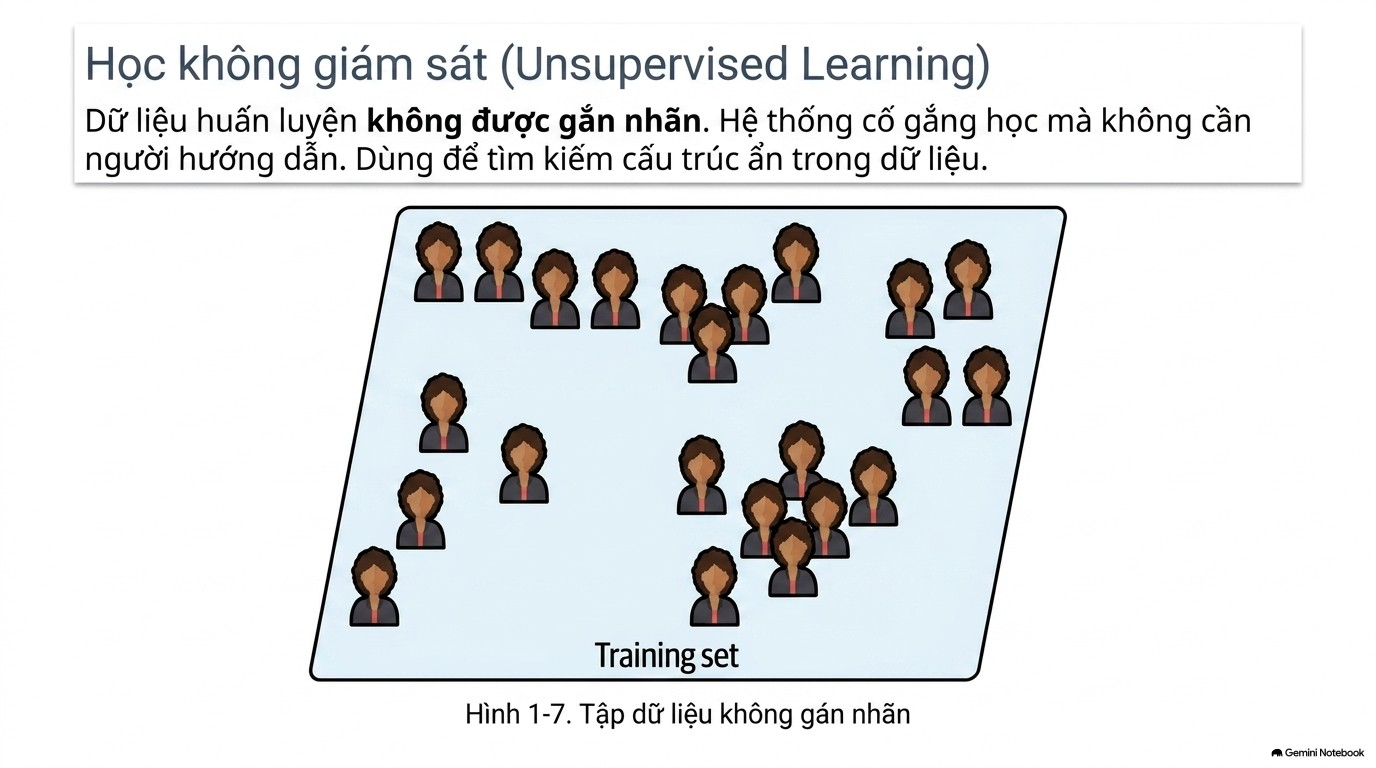 Học không giám sát (Unsupervised Learning)
Dữ liệu huấn luyện không được gắn nhãn. Hệ thống cố gắng học mà không cần
người hướng dẫn. Dùng để tìm kiếm cấu trúc ẩn trong dữ liệu.
Training set
Hình 1-7. Tập dữ liệu không gán nhãn
Gemini Notebook